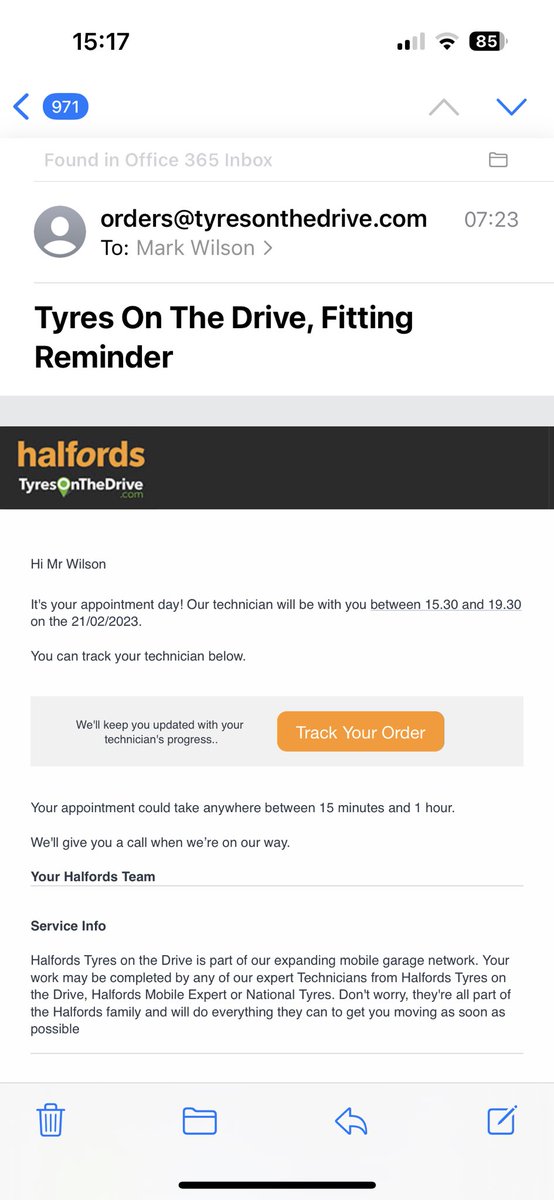 15:17
85
971
Found in Office 365 Inbox
orders@tyresonthedrive.com 07:23
To: Mark Wilson >
Tyres On The Drive, Fitting
Reminder
halfords
TyresOnTheDrive
.com
Hi Mr Wilson
It's your appointment day! Our technician will be with you between 15.30 and 19.30
on the 21/02/2023.
You can track your technician below.
We'll keep you updated with your
technician's progress..
Track Your Order
Your appointment could take anywhere between 15 minutes and 1 hour.
We'll give you a call when we're on our way.
Your Halfords Team
Service Info
Halfords Tyres on the Drive is part of our expanding mobile garage network. Your
work may be completed by any of our expert Technicians from Halfords Tyres on
the Drive, Halfords Mobile Expert or National Tyres. Don't worry, they're all part of
the Halfords family and will do everything they can to get you moving as soon as
possible